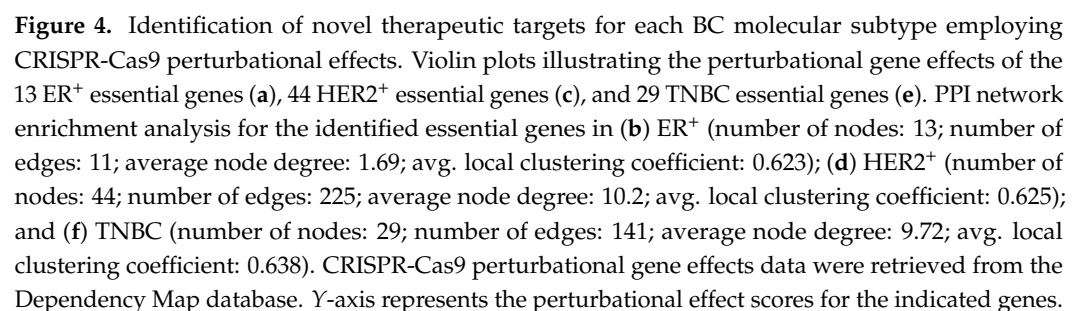 Figure 4. Identification of novel therapeutic targets for each BC molecular subtype employing
CRISPR-Cas9 perturbational effects. Violin plots illustrating the perturbational gene effects of the
13 ER⁺ essential genes (a), 44 HER2⁺ essential genes (c), and 29 TNBC essential genes (e). PPI network
enrichment analysis for the identified essential genes in (b) ER⁺ (number of nodes: 13; number of
edges: 11; average node degree: 1.69; avg. local clustering coefficient: 0.623); (d) HER2⁺ (number of
nodes: 44; number of edges: 225; average node degree: 10.2; avg. local clustering coefficient: 0.625);
and (f) TNBC (number of nodes: 29; number of edges: 141; average node degree: 9.72; avg. local
clustering coefficient: 0.638). CRISPR-Cas9 perturbational gene effects data were retrieved from the
Dependency Map database. Y-axis represents the perturbational effect scores for the indicated genes.